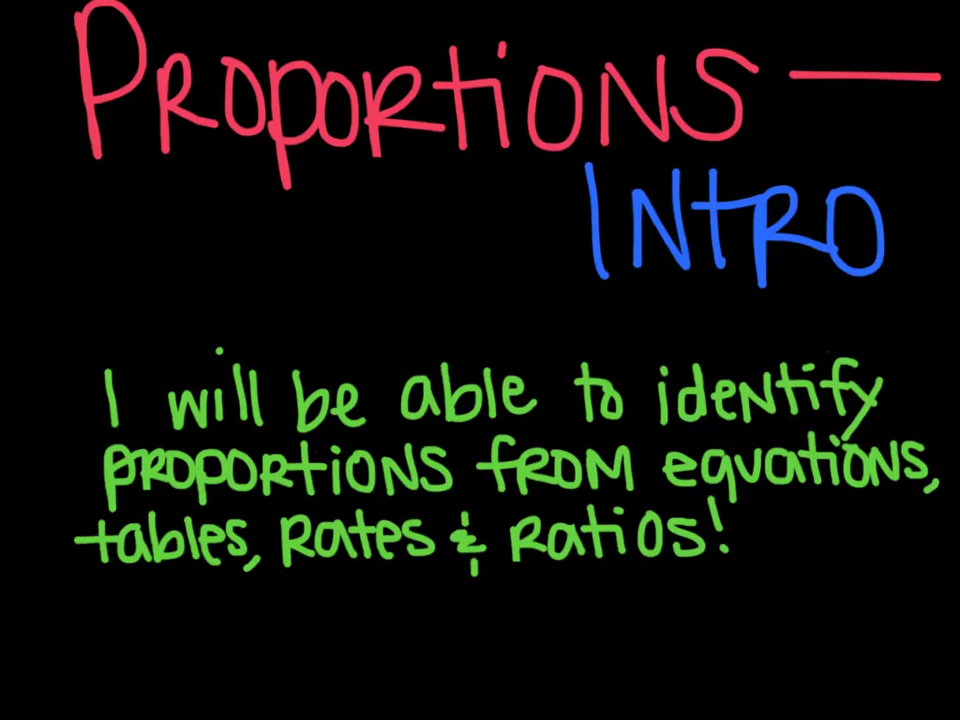 PROPORTIONS —
INTRO
I will be able to identify
proportions from equations,
tables, Rates & Ratios!